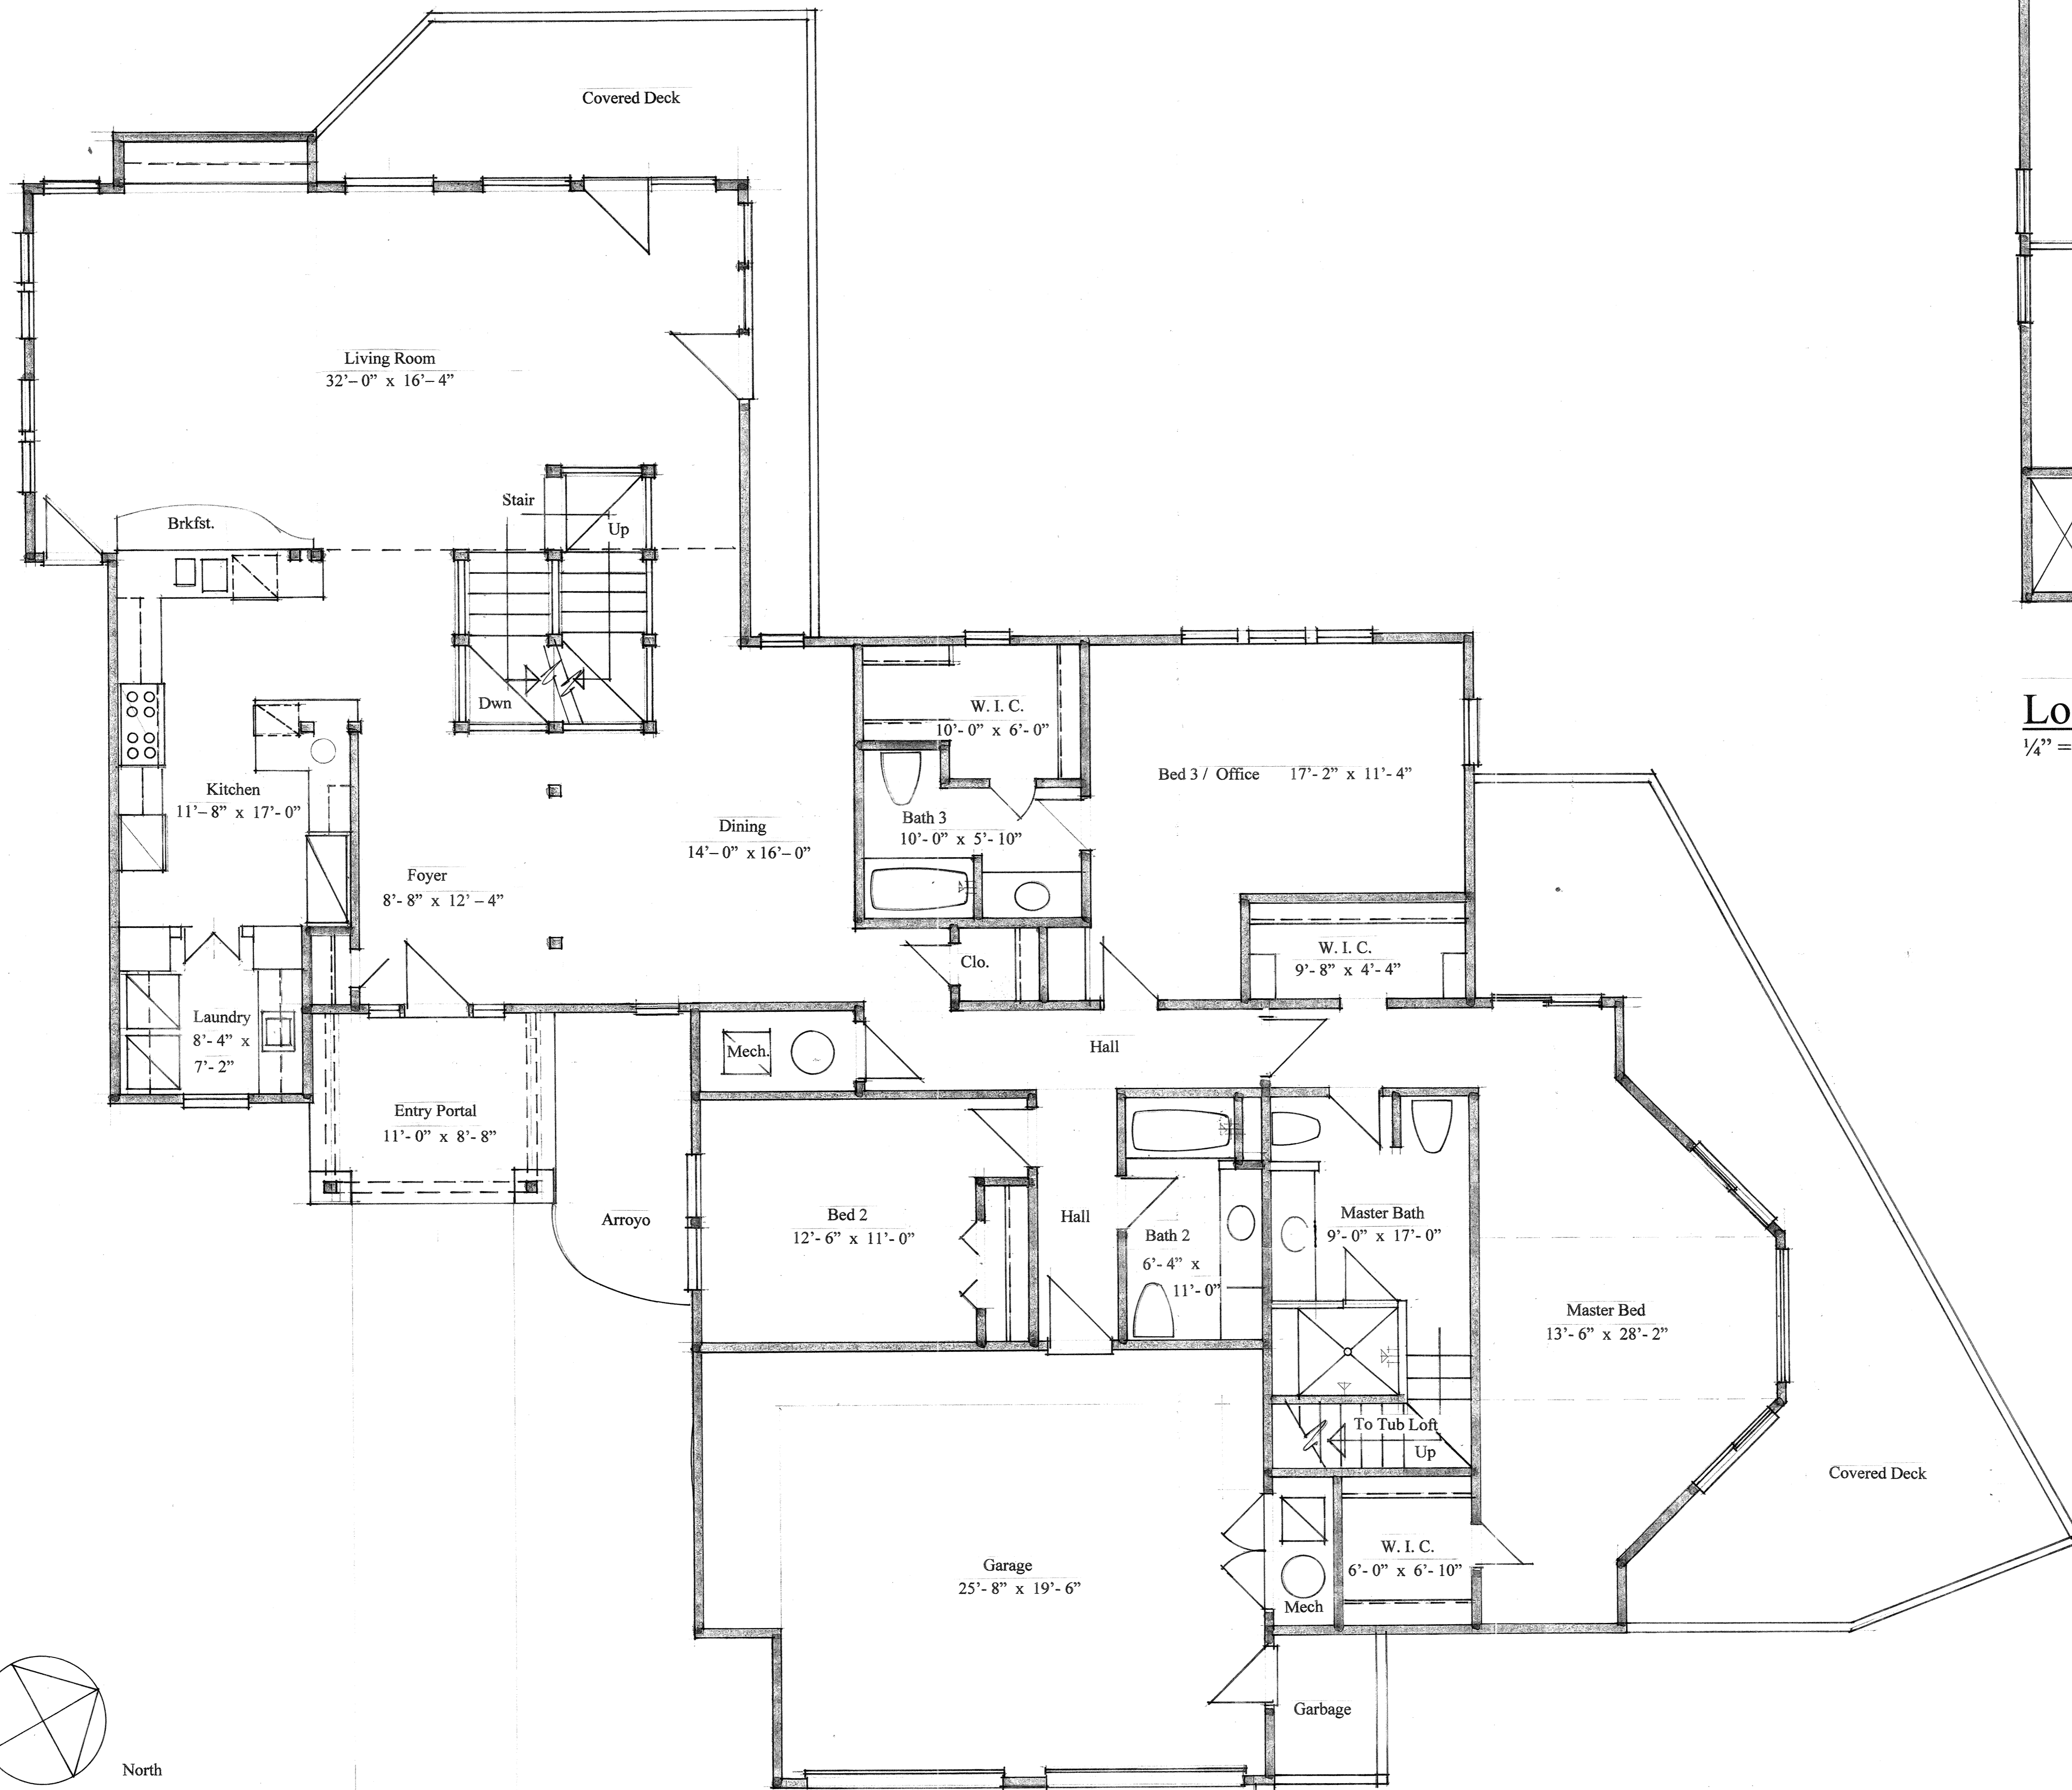 Covered Deck
Living Room
32’– 0” x 16’– 4”
Stair
Up
Brkfst.
Dwn
W. I. C.
10’- 0” x 6’- 0”
Lo
¼” =
Bed 3 / Office 17’- 2” x 11’- 4”
Kitchen
11’– 8” x 17’- 0”
Bath 3
10’- 0” x 5’- 10”
Dining
14’– 0” x 16’– 0”
Foyer
8’- 8” x 12’ – 4”
Clo.
W. I. C.
9’- 8” x 4’- 4”
Laundry
8’- 4” x
7’- 2”
Mech.
Hall
Entry Portal
11’- 0” x 8’- 8”
Arroyo
Bed 2
12’- 6” x 11’- 0”
Hall
Bath 2
6’- 4” x
11’- 0”
Master Bath
9’- 0” x 17’- 0”
Master Bed
13’- 6” x 28’- 2”
To Tub Loft
Up
Covered Deck
Garage
25’- 8” x 19’- 6”
W. I. C.
6’- 0” x 6’- 10”
Mech
Garbage
North